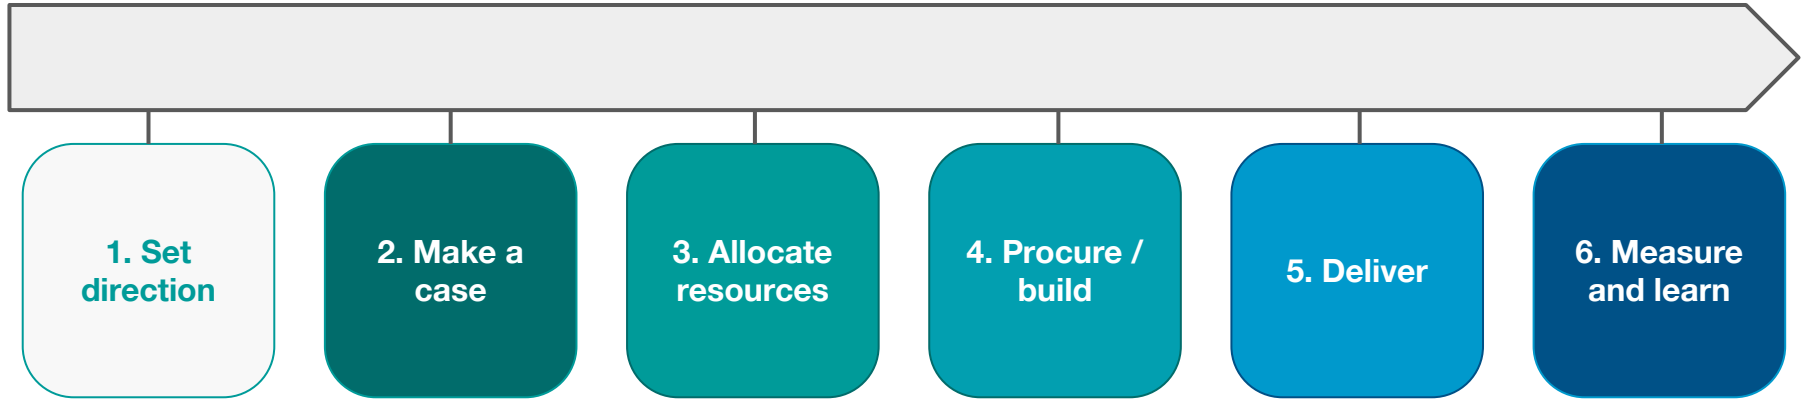 1. Set
direction
2. Make a
case
3. Allocate
resources
4. Procure /
build
5. Deliver
6. Measure
and learn